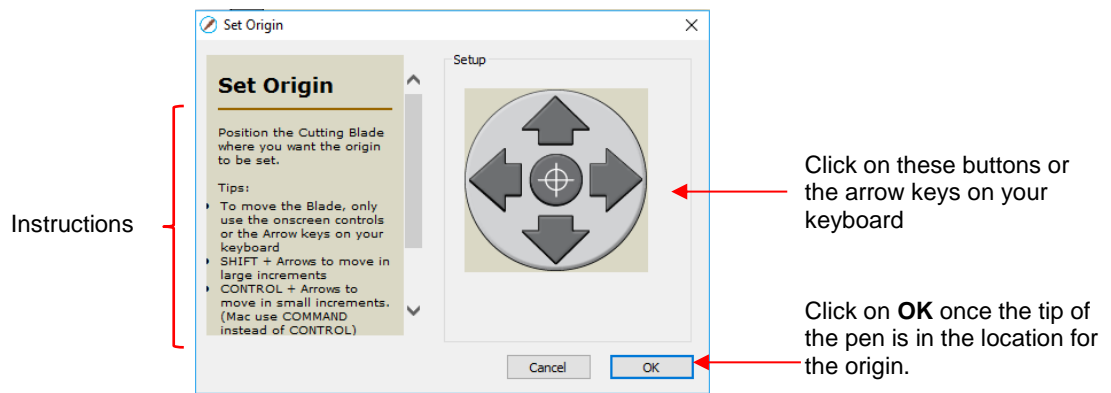 Set Origin
Set Origin
Position the Cutting Blade
where you want the origin
to be set.
Tips:
To move the Blade, only
use the onscreen controls
or the Arrow keys on your
keyboard
SHIFT + Arrows to move in
large increments
CONTROL + Arrows to
move in small increments.
(Mac use COMMAND
instead of CONTROL)
Setup
Cancel
OK
Instructions
Click on these buttons or
the arrow keys on your
keyboard
Click on OK once the tip of
the pen is in the location for
the origin.